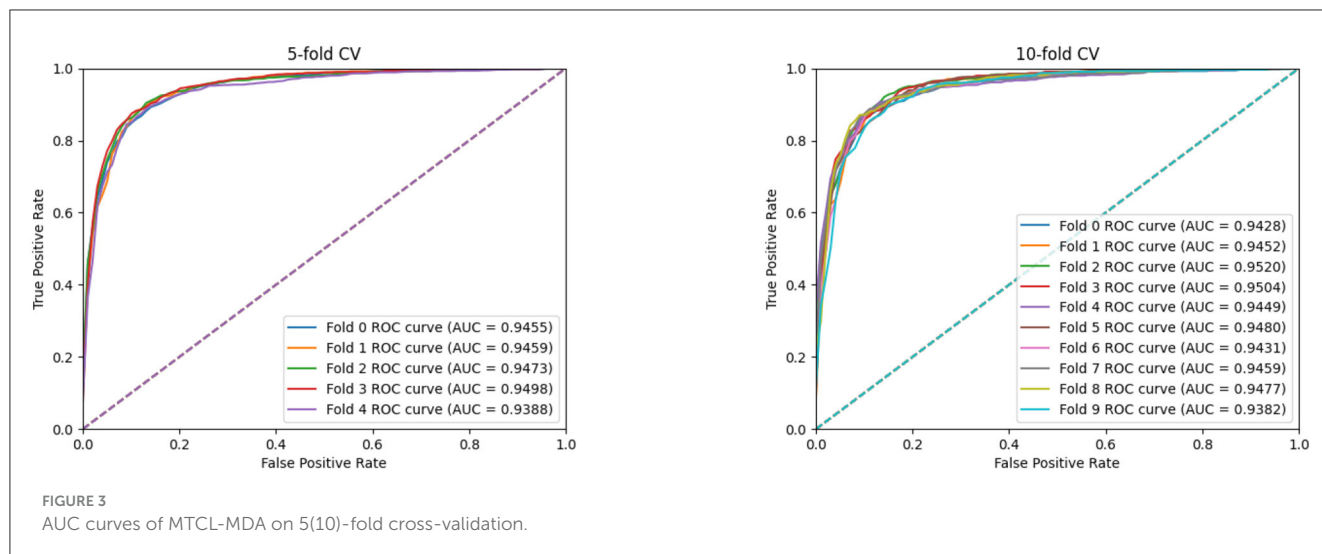 5-fold CV
1.0
0.8
0.6
0.4
0.2
0.0
True Positive Rate
Fold 0 ROC curve (AUC = 0.9455)
Fold 1 ROC curve (AUC = 0.9459)
Fold 2 ROC curve (AUC = 0.9473)
Fold 3 ROC curve (AUC = 0.9498)
Fold 4 ROC curve (AUC = 0.9388)
0.0 0.2 0.4 0.6 0.8 1.0
False Positive Rate
10-fold CV
1.0
0.8
0.6
0.4
0.2
0.0
True Positive Rate
Fold 0 ROC curve (AUC = 0.9428)
Fold 1 ROC curve (AUC = 0.9452)
Fold 2 ROC curve (AUC = 0.9520)
Fold 3 ROC curve (AUC = 0.9504)
Fold 4 ROC curve (AUC = 0.9449)
Fold 5 ROC curve (AUC = 0.9480)
Fold 6 ROC curve (AUC = 0.9431)
Fold 7 ROC curve (AUC = 0.9459)
Fold 8 ROC curve (AUC = 0.9477)
Fold 9 ROC curve (AUC = 0.9382)
0.0 0.2 0.4 0.6 0.8 1.0
False Positive Rate
FIGURE 3
AUC curves of MTCL-MDA on 5(10)-fold cross-validation.